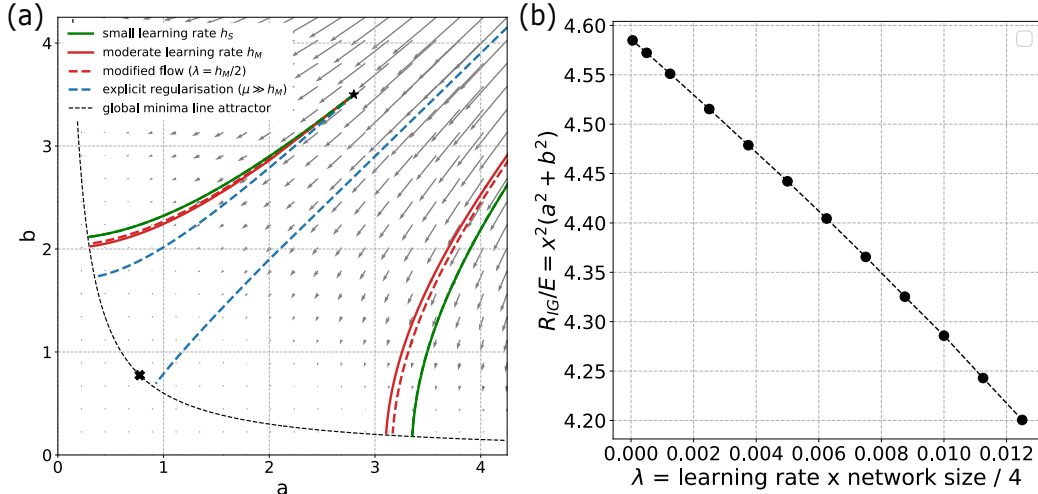 (a)
small learning rate h_S
moderate learning rate h_M
modified flow (λ = h_M/2)
explicit regularisation (μ ≫ h_M)
global minima line attractor
4
3
2
1
0
b
0
1
2
3
4
a
(b)
4.60
4.55
4.50
4.45
4.40
4.35
4.30
4.25
4.20
R_{IG}/E = x²(a² + b²)
0.000
0.002
0.004
0.006
0.008
0.010
0.012
λ = learning rate x network size / 4